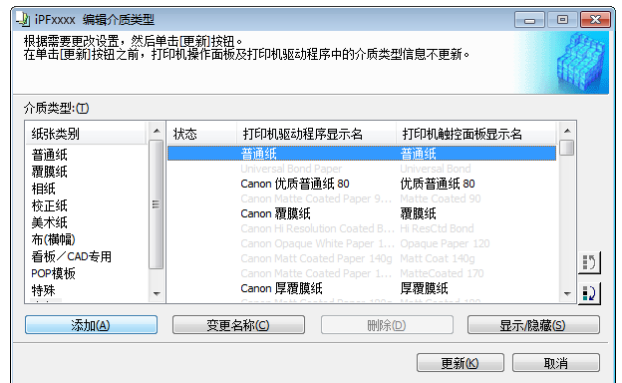 iPFxxxx 编辑介质类型
根据需要更改设置，然后单击[更新]按钮。
在单击[更新]按钮之前，打印机操作面板及打印机驱动程序中的介质类型信息不更新。
介质类型:(T)
纸张类别
普通纸
覆膜纸
相纸
校正纸
美术纸
布(横幅)
看板／CAD专用
POP模板
特殊
状态 打印机驱动程序显示名 打印机触控面板显示名
普通纸 普通纸
Universal Bond Paper Universal Bond
Canon 优质普通纸 80 优质普通纸 80
Canon Matte Coated Paper 9... Matte Coated 90
Canon 覆膜纸 覆膜纸
Canon Hi Resolution Coated B... Hi ResCtd Bond
Canon Opaque White Paper 1... Opaque Paper 120
Canon Matt Coated Paper 140g Matt Coat 140g
Canon Matte Coated Paper 1... MatteCoated 170
Canon 厚覆膜纸 厚覆膜纸
添加(A) 变更名称(C) 删除(D) 显示/隐藏(S)
更新(K) 取消